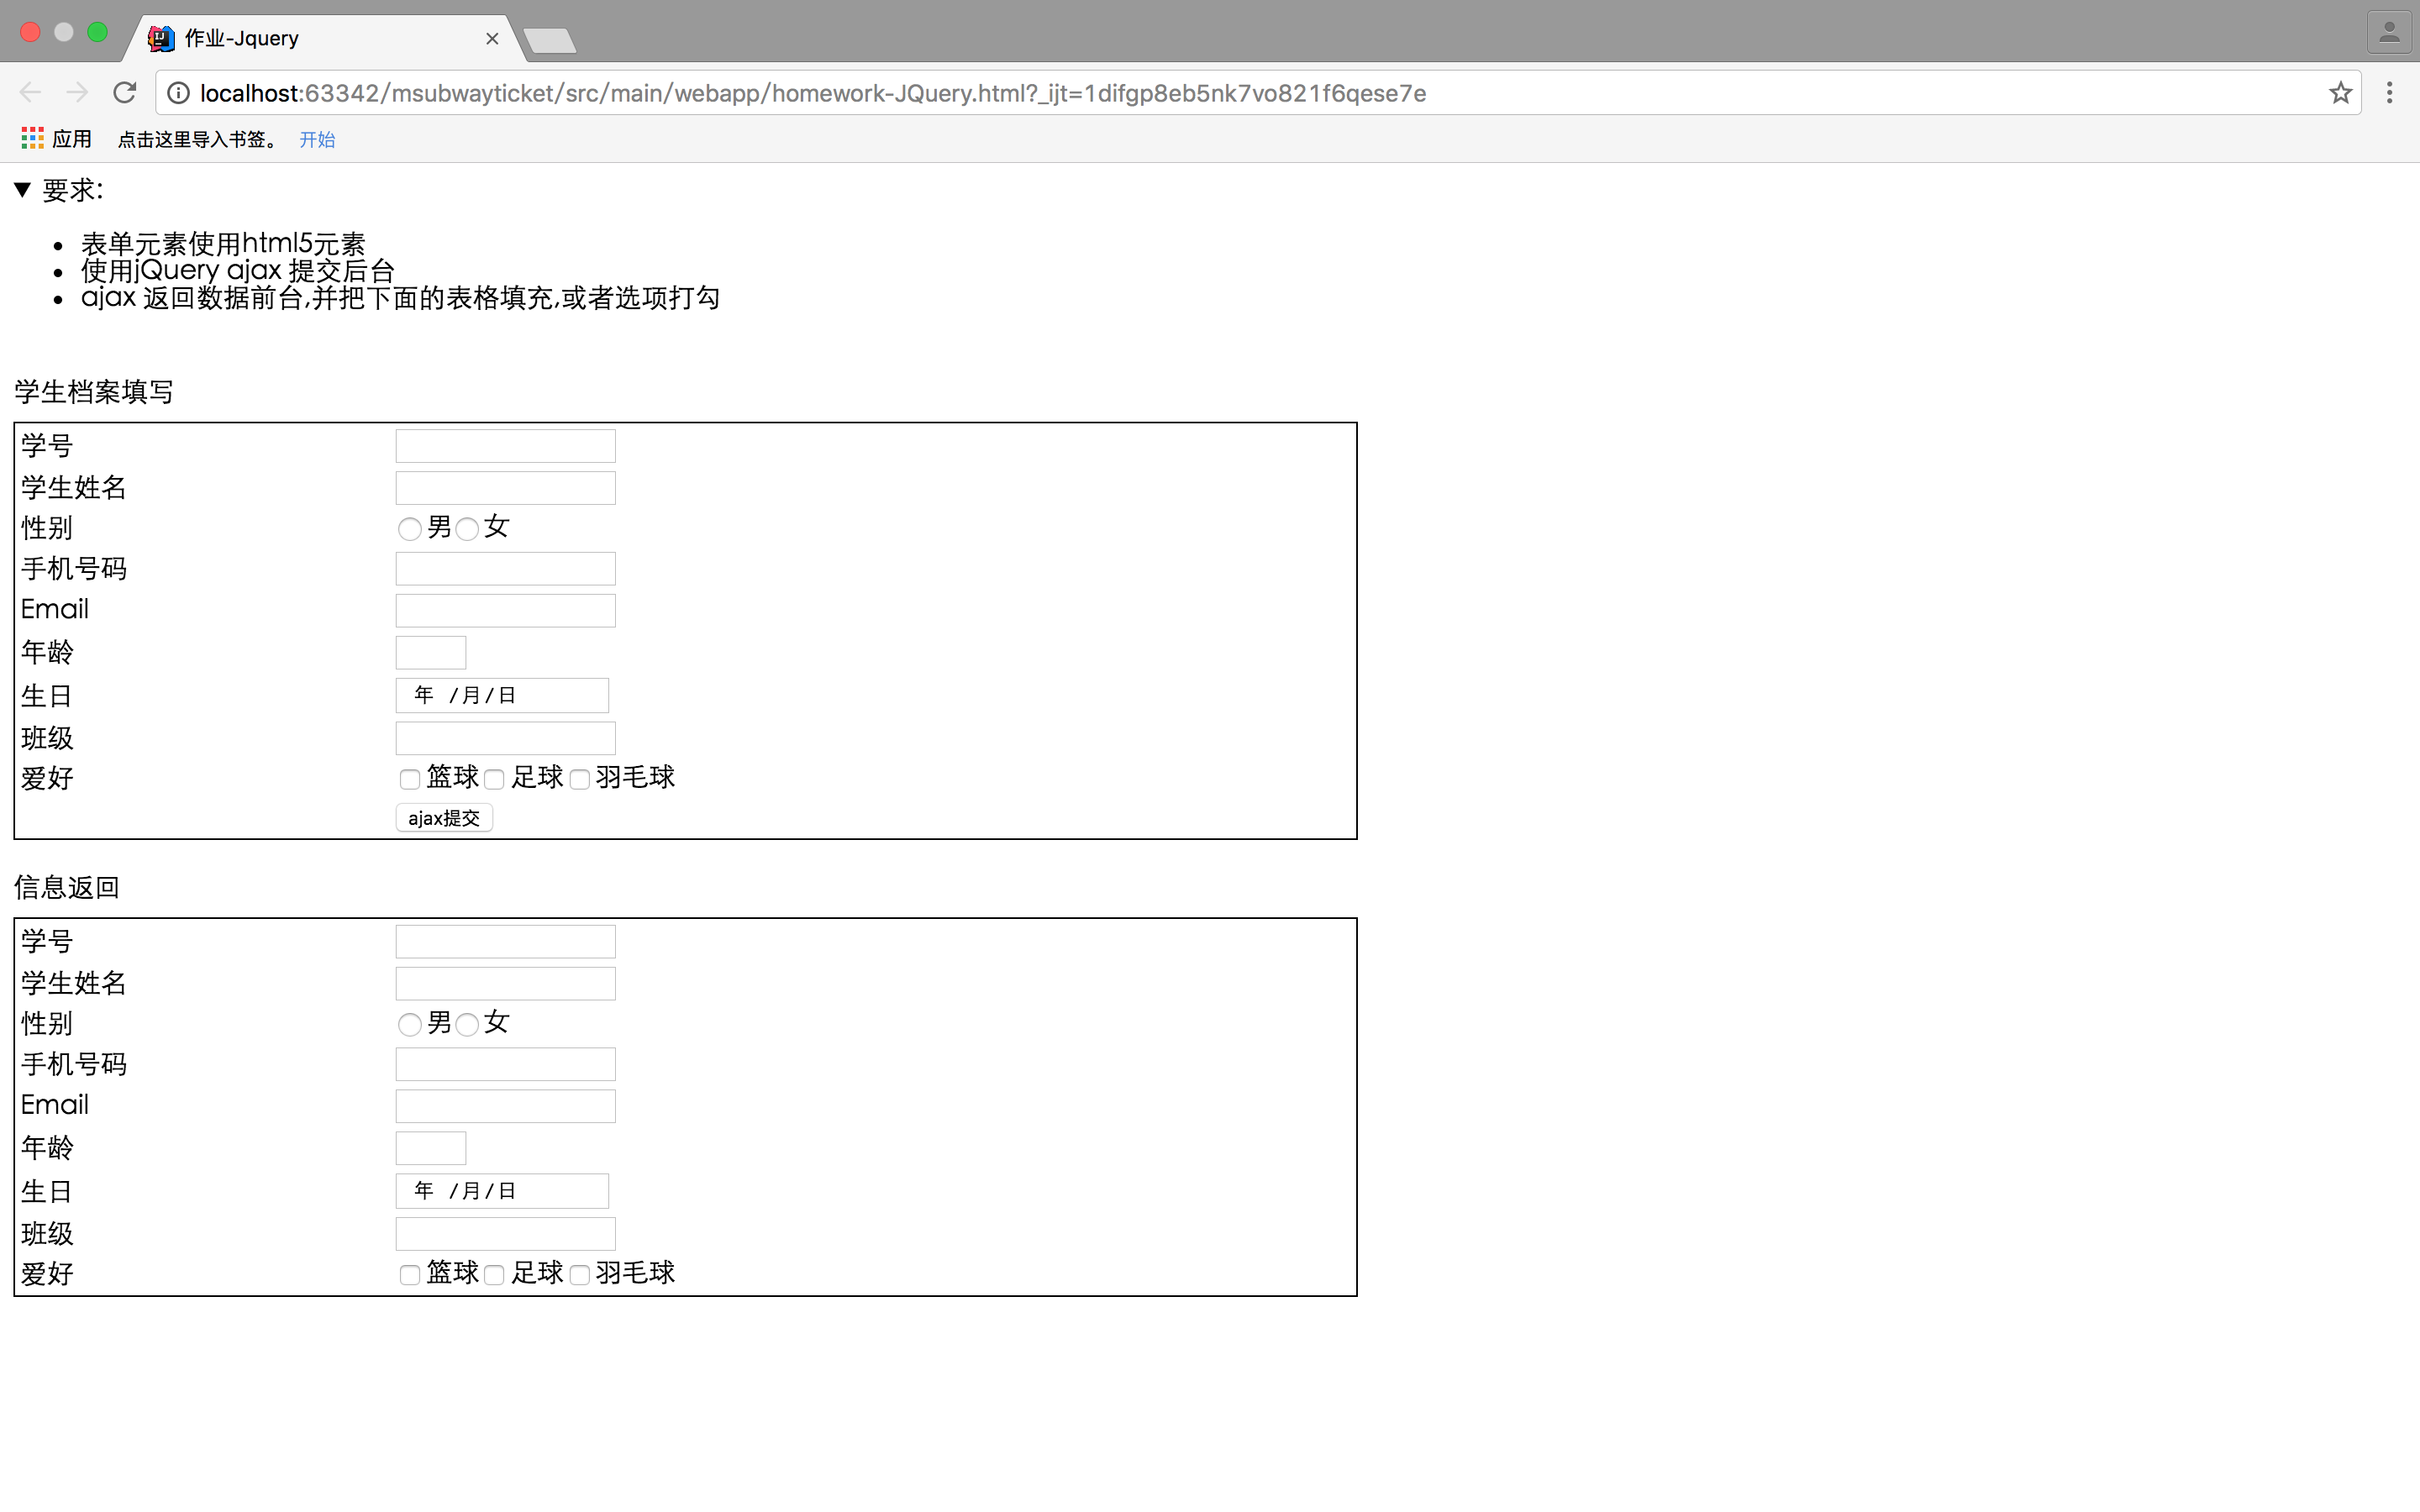 作业-Jquery
localhost:63342/msubwayticket/src/main/webapp/homework-JQuery.html?_ijt=1difgp8eb5nk7vo821f6qese7e
应用 点击这里导入书签。 开始
要求:
表单元素使用html5元素
使用jQuery ajax 提交后台
ajax 返回数据前台,并把下面的表格填充,或者选项打勾
学生档案填写
学号
学生姓名
性别 男 女
手机号码
Email
年龄
生日 年 /月/日
班级
爱好 篮球 足球 羽毛球
ajax提交
信息返回
学号
学生姓名
性别 男 女
手机号码
Email
年龄
生日 年 /月/日
班级
爱好 篮球 足球 羽毛球